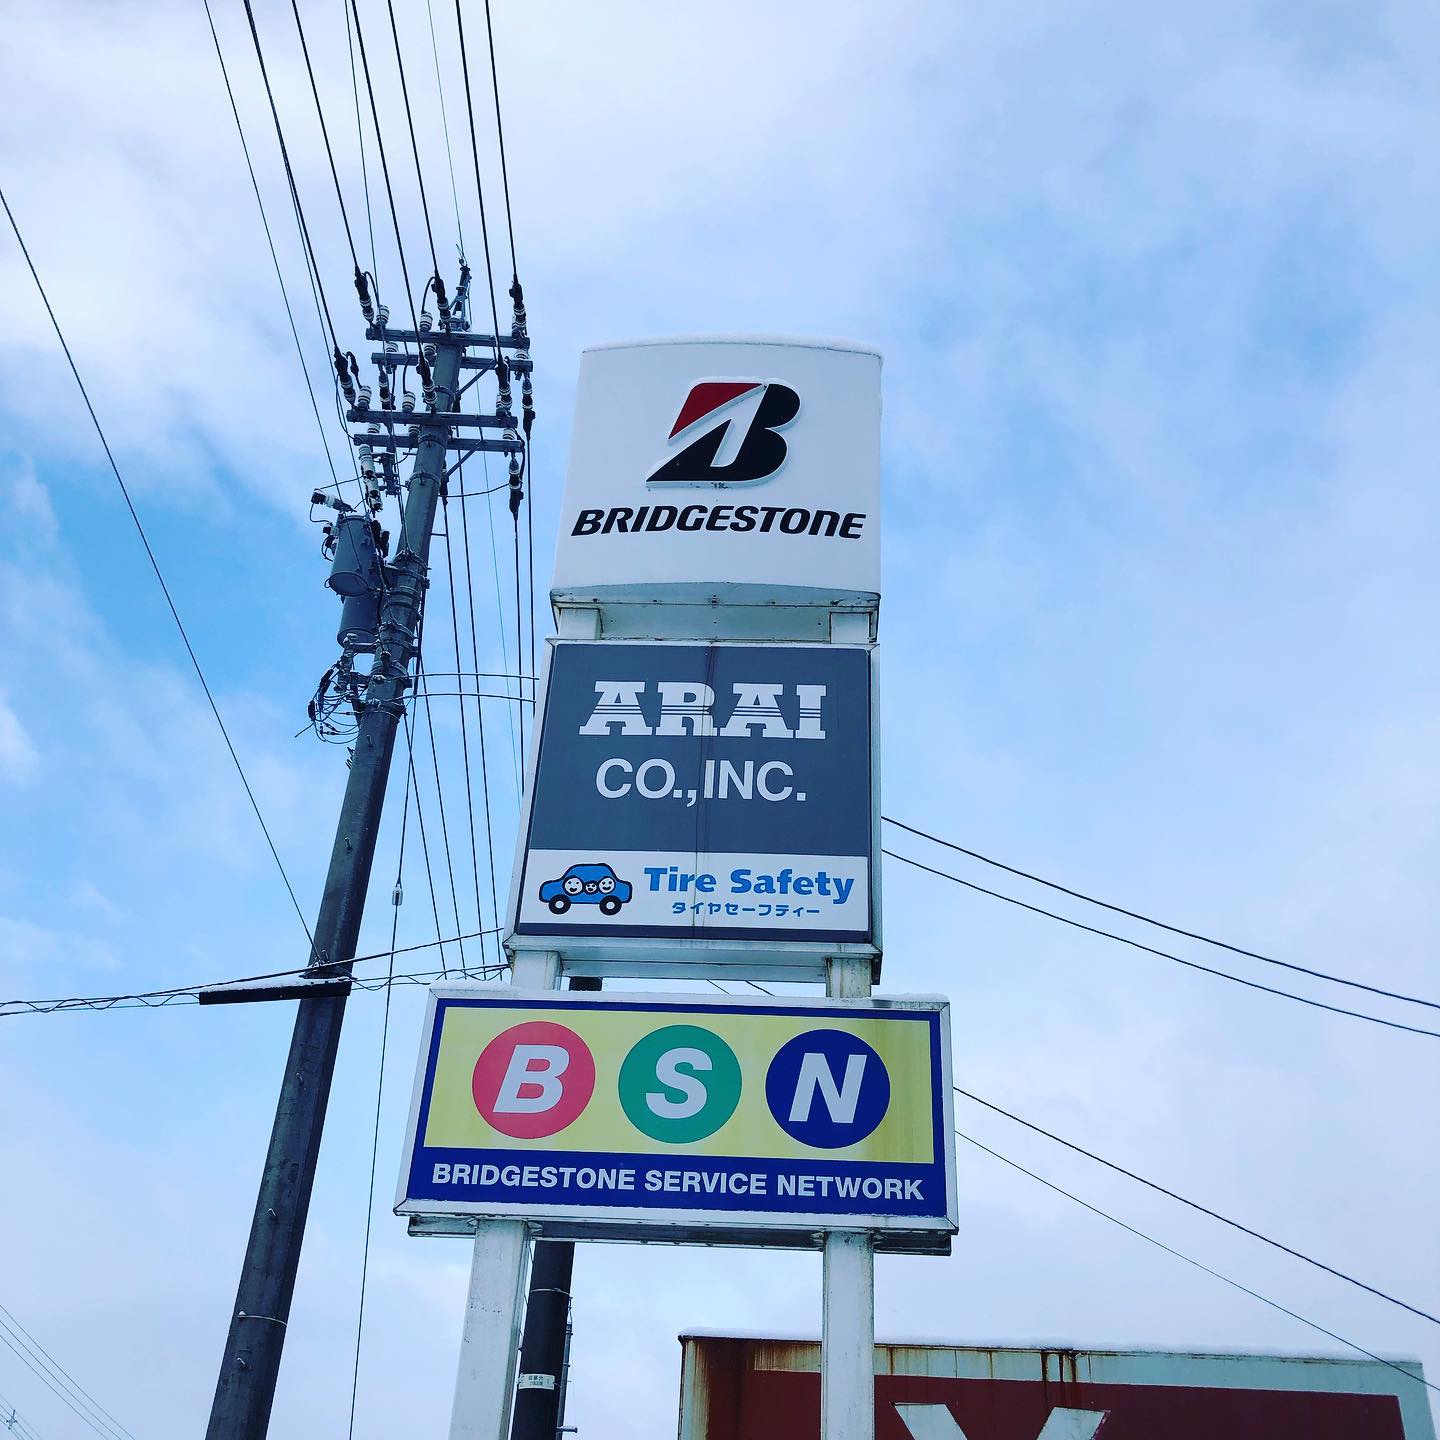 BRIDGESTONE
ARAI
CO.,INC.
Tire Safety
タイヤセーフティー
B S N
BRIDGESTONE SERVICE NETWORK